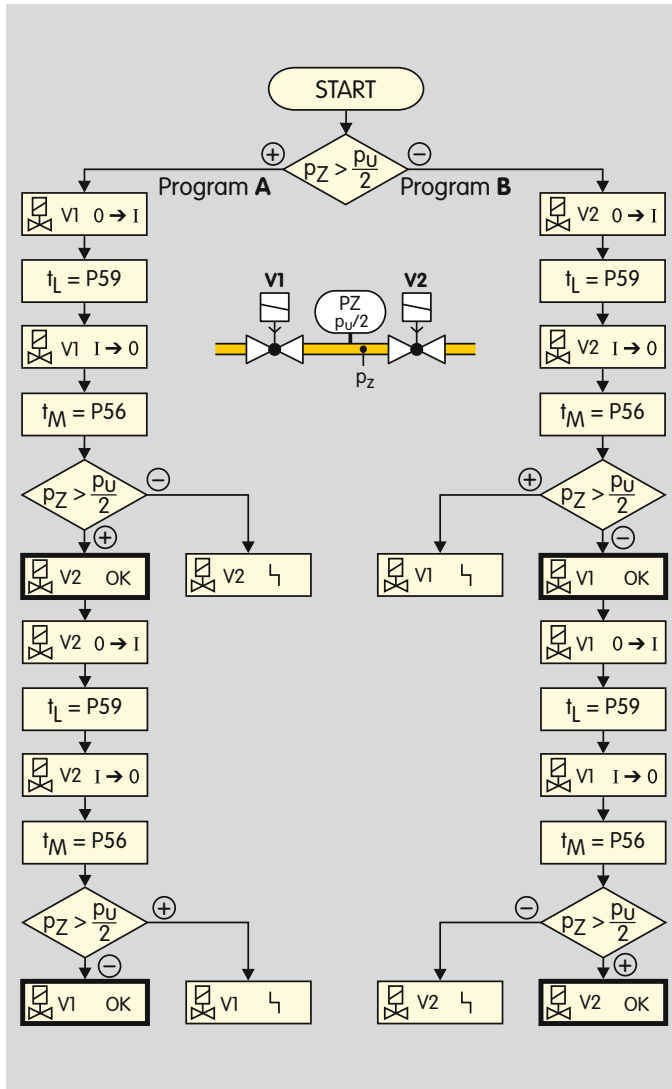 START
pZ > pu/2
Program A
Program B
V1 0 → I
V2 0 → I
tL = P59
tL = P59
V1
V2
PZ
pu/2
pZ
V1 I → 0
V2 I → 0
tM = P56
tM = P56
pZ > pu/2
pZ > pu/2
V2 OK
V2
V1
V1 OK
V2 0 → I
V1 0 → I
tL = P59
tL = P59
V2 I → 0
V1 I → 0
tM = P56
tM = P56
pZ > pu/2
pZ > pu/2
V1 OK
V1
V2
V2 OK